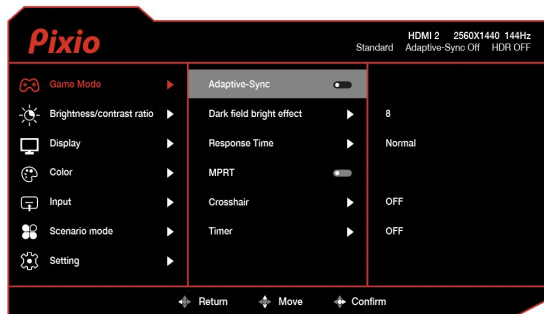 Pixio
HDMI 2 2560X1440 144Hz
Standard Adaptive-Sync Off HDR OFF
Game Mode
Brightness/contrast ratio
Display
Color
Input
Scenario mode
Setting
Adaptive-Sync
Dark field bright effect 8
Response Time Normal
MPRT
Crosshair OFF
Timer OFF
Return Move Confirm